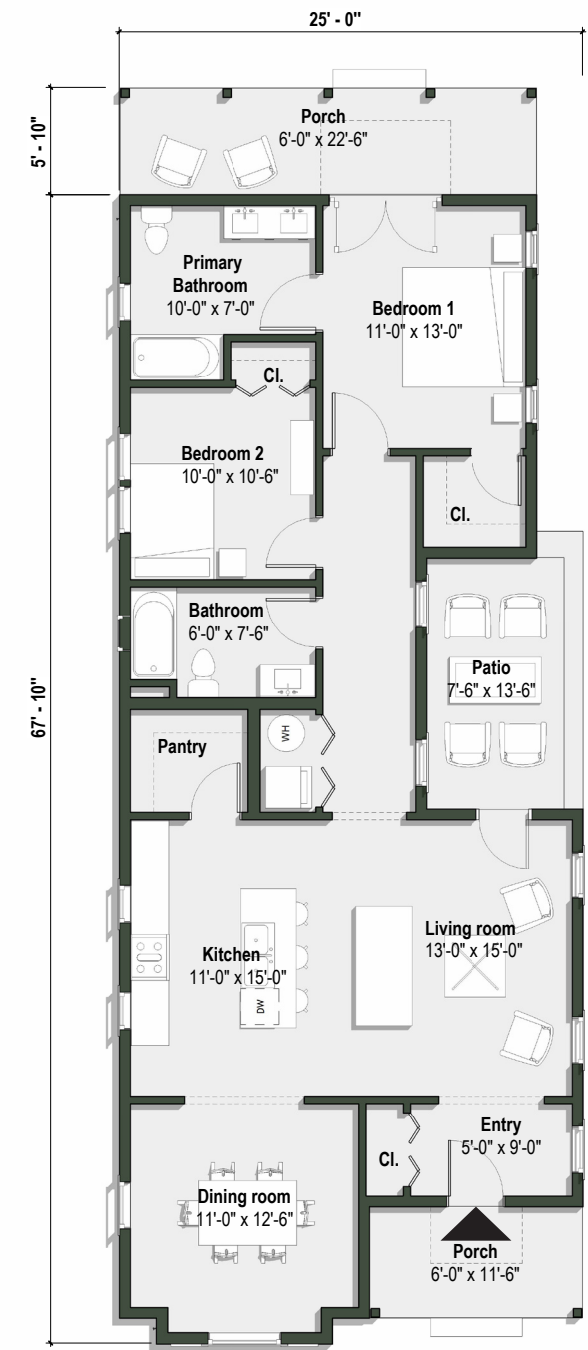 25' - 0"
5' - 10"
Porch
6'-0" x 22'-6"
Primary
Bathroom
10'-0" x 7'-0"
Bedroom 1
11'-0" x 13'-0"
Cl.
Bedroom 2
10'-0" x 10'-6"
Cl.
Bathroom
6'-0" x 7'-6"
Patio
7'-6" x 13'-6"
67' - 10"
Pantry
WH
Living room
13'-0" x 15'-0"
Kitchen
11'-0" x 15'-0"
DW
Entry
5'-0" x 9'-0"
Cl.
Dining room
11'-0" x 12'-6"
Porch
6'-0" x 11'-6"